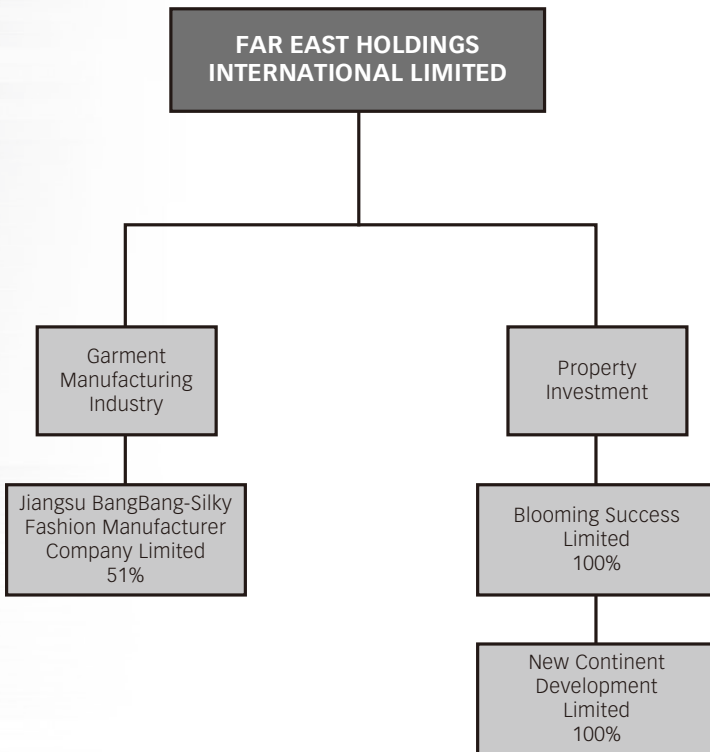 FAR EAST HOLDINGS
INTERNATIONAL LIMITED
Garment
Manufacturing
Industry
Property
Investment
Jiangsu BangBang-Silky
Fashion Manufacturer
Company Limited
51%
Blooming Success
Limited
100%
New Continent
Development
Limited
100%